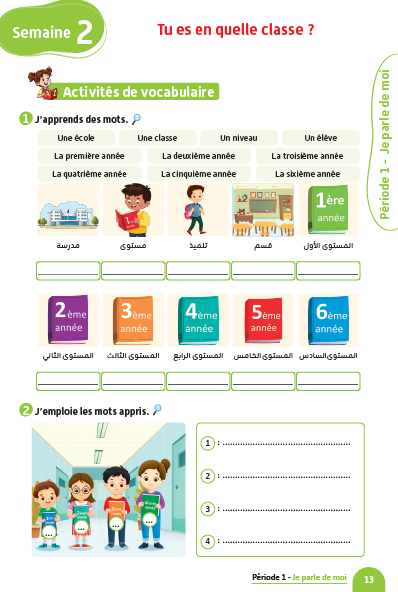 Semaine 2
Tu es en quelle classe ?
Activités de vocabulaire
1 J'apprends des mots.
Une école Une classe Un niveau Un élève
La première année La deuxième année La troisième année
La quatrième année La cinquième année La sixième année
1ère
année
مدرسة مستوى تلميذ قسم المستوى الأول
2ème 3ème 4ème 5ème 6ème
année année année année année
المستوى الثاني المستوى الثالث المستوى الرابع المستوى الخامس المستوى السادس
2 J'emploie les mots appris.
1 : ...............................................
2 : ...............................................
3 : ...............................................
4 : ...............................................
Période 1 - Je parle de moi
Période 1 - Je parle de moi 13